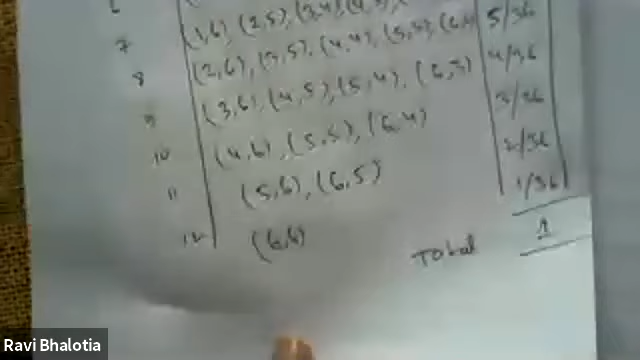 6
7 (1,6), (2,5), (3,4), (4,3),
8 (2,6), (3,5), (4,4), (5,3), (6, 5/36
9 (3,6), (4,5), (5,4), (6,3) 4/36
10 (4,6), (5,5), (6,4) 3/36
11 (5,6), (6,5) 2/36
12 (6,6) 1/36
Total 1
Ravi Bhalotia